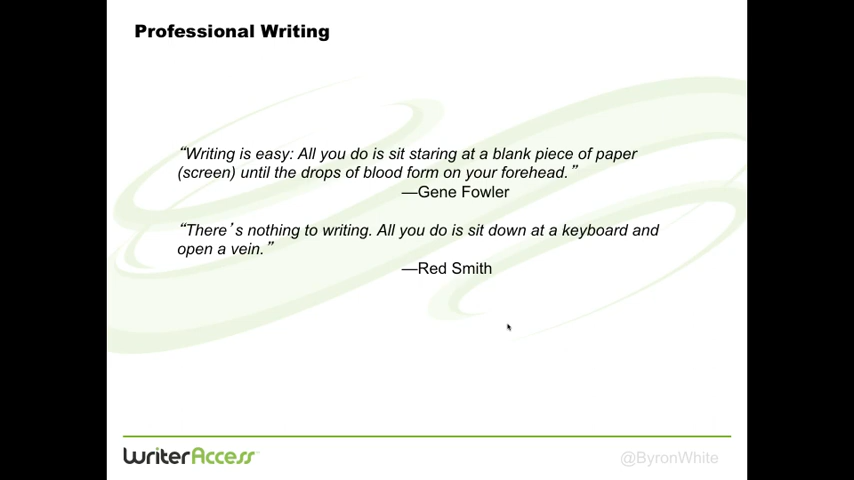 Professional Writing
“Writing is easy: All you do is sit staring at a blank piece of paper
(screen) until the drops of blood form on your forehead.”
—Gene Fowler
“There’s nothing to writing. All you do is sit down at a keyboard and
open a vein.”
—Red Smith
WriterAccess
@ByronWhite